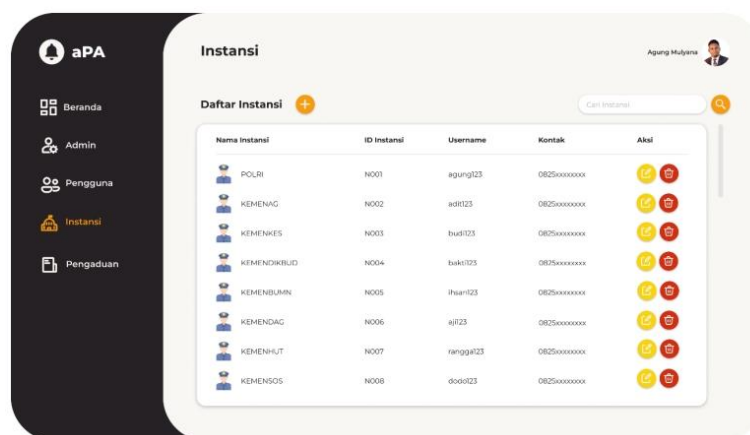 aPA
Instansi
Agung Mulyana
Beranda
Admin
Pengguna
Instansi
Pengaduan
Daftar Instansi
Cari Instansi
Nama Instansi ID Instansi Username Kontak Aksi
POLRI N001 agung123 0825xxxxxxxx
KEMENAG N002 adit123 0825xxxxxxxx
KEMENKES N003 budi123 0825xxxxxxxx
KEMENDIKBUD N004 bakti123 0825xxxxxxxx
KEMENBUMN N005 ihsan123 0825xxxxxxxx
KEMENDAG N006 aji123 0825xxxxxxxx
KEMENHUT N007 rangga123 0825xxxxxxxx
KEMENSOS N008 dodo123 0825xxxxxxxx